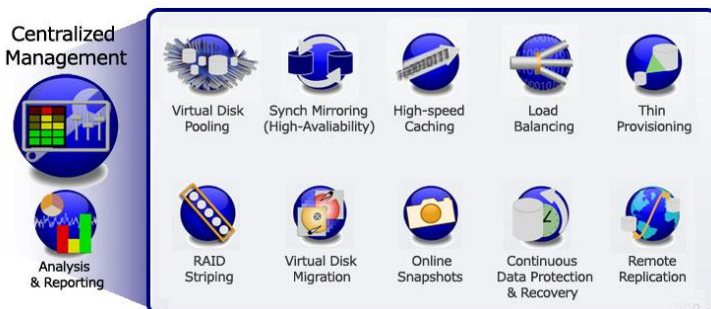 Centralized
Management
Analysis
& Reporting
Virtual Disk
Pooling
Synch Mirroring
(High-Avaliability)
High-speed
Caching
Load
Balancing
Thin
Provisioning
RAID
Striping
Virtual Disk
Migration
Online
Snapshots
Continuous
Data Protection
& Recovery
Remote
Replication